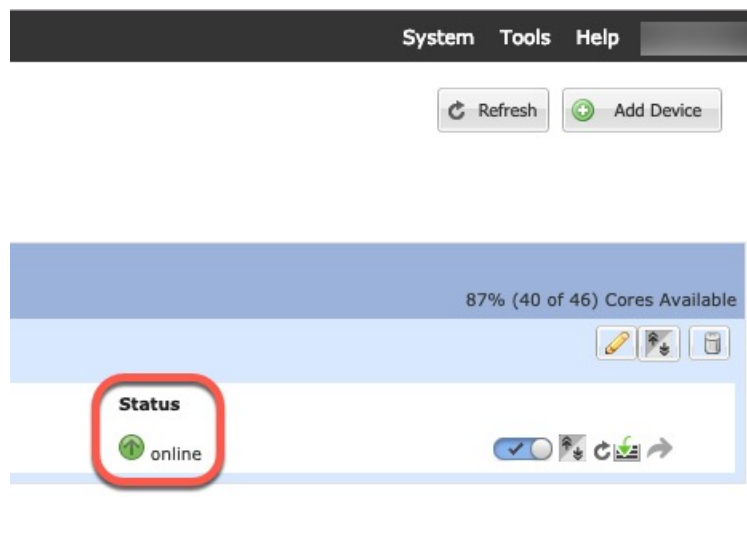 System Tools Help
Refresh Add Device
87% (40 of 46) Cores Available
Status
online